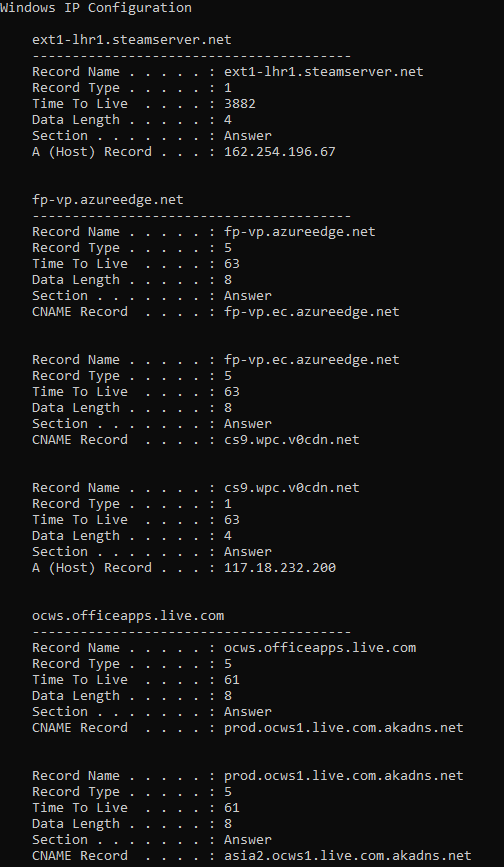 Windows IP Configuration
ext1-lhr1.steamserver.net
----------------------------------------
Record Name . . . . . : ext1-lhr1.steamserver.net
Record Type . . . . . : 1
Time To Live  . . . . : 3882
Data Length . . . . . : 4
Section . . . . . . . : Answer
A (Host) Record . . . : 162.254.196.67
fp-vp.azureedge.net
----------------------------------------
Record Name . . . . . : fp-vp.azureedge.net
Record Type . . . . . : 5
Time To Live  . . . . : 63
Data Length . . . . . : 8
Section . . . . . . . : Answer
CNAME Record  . . . . : fp-vp.ec.azureedge.net
Record Name . . . . . : fp-vp.ec.azureedge.net
Record Type . . . . . : 5
Time To Live  . . . . : 63
Data Length . . . . . : 8
Section . . . . . . . : Answer
CNAME Record  . . . . : cs9.wpc.v0cdn.net
Record Name . . . . . : cs9.wpc.v0cdn.net
Record Type . . . . . : 1
Time To Live  . . . . : 63
Data Length . . . . . : 4
Section . . . . . . . : Answer
A (Host) Record . . . : 117.18.232.200
ocws.officeapps.live.com
----------------------------------------
Record Name . . . . . : ocws.officeapps.live.com
Record Type . . . . . : 5
Time To Live  . . . . : 61
Data Length . . . . . : 8
Section . . . . . . . : Answer
CNAME Record  . . . . : prod.ocws1.live.com.akadns.net
Record Name . . . . . : prod.ocws1.live.com.akadns.net
Record Type . . . . . : 5
Time To Live  . . . . : 61
Data Length . . . . . : 8
Section . . . . . . . : Answer
CNAME Record  . . . . : asia2.ocws1.live.com.akadns.net